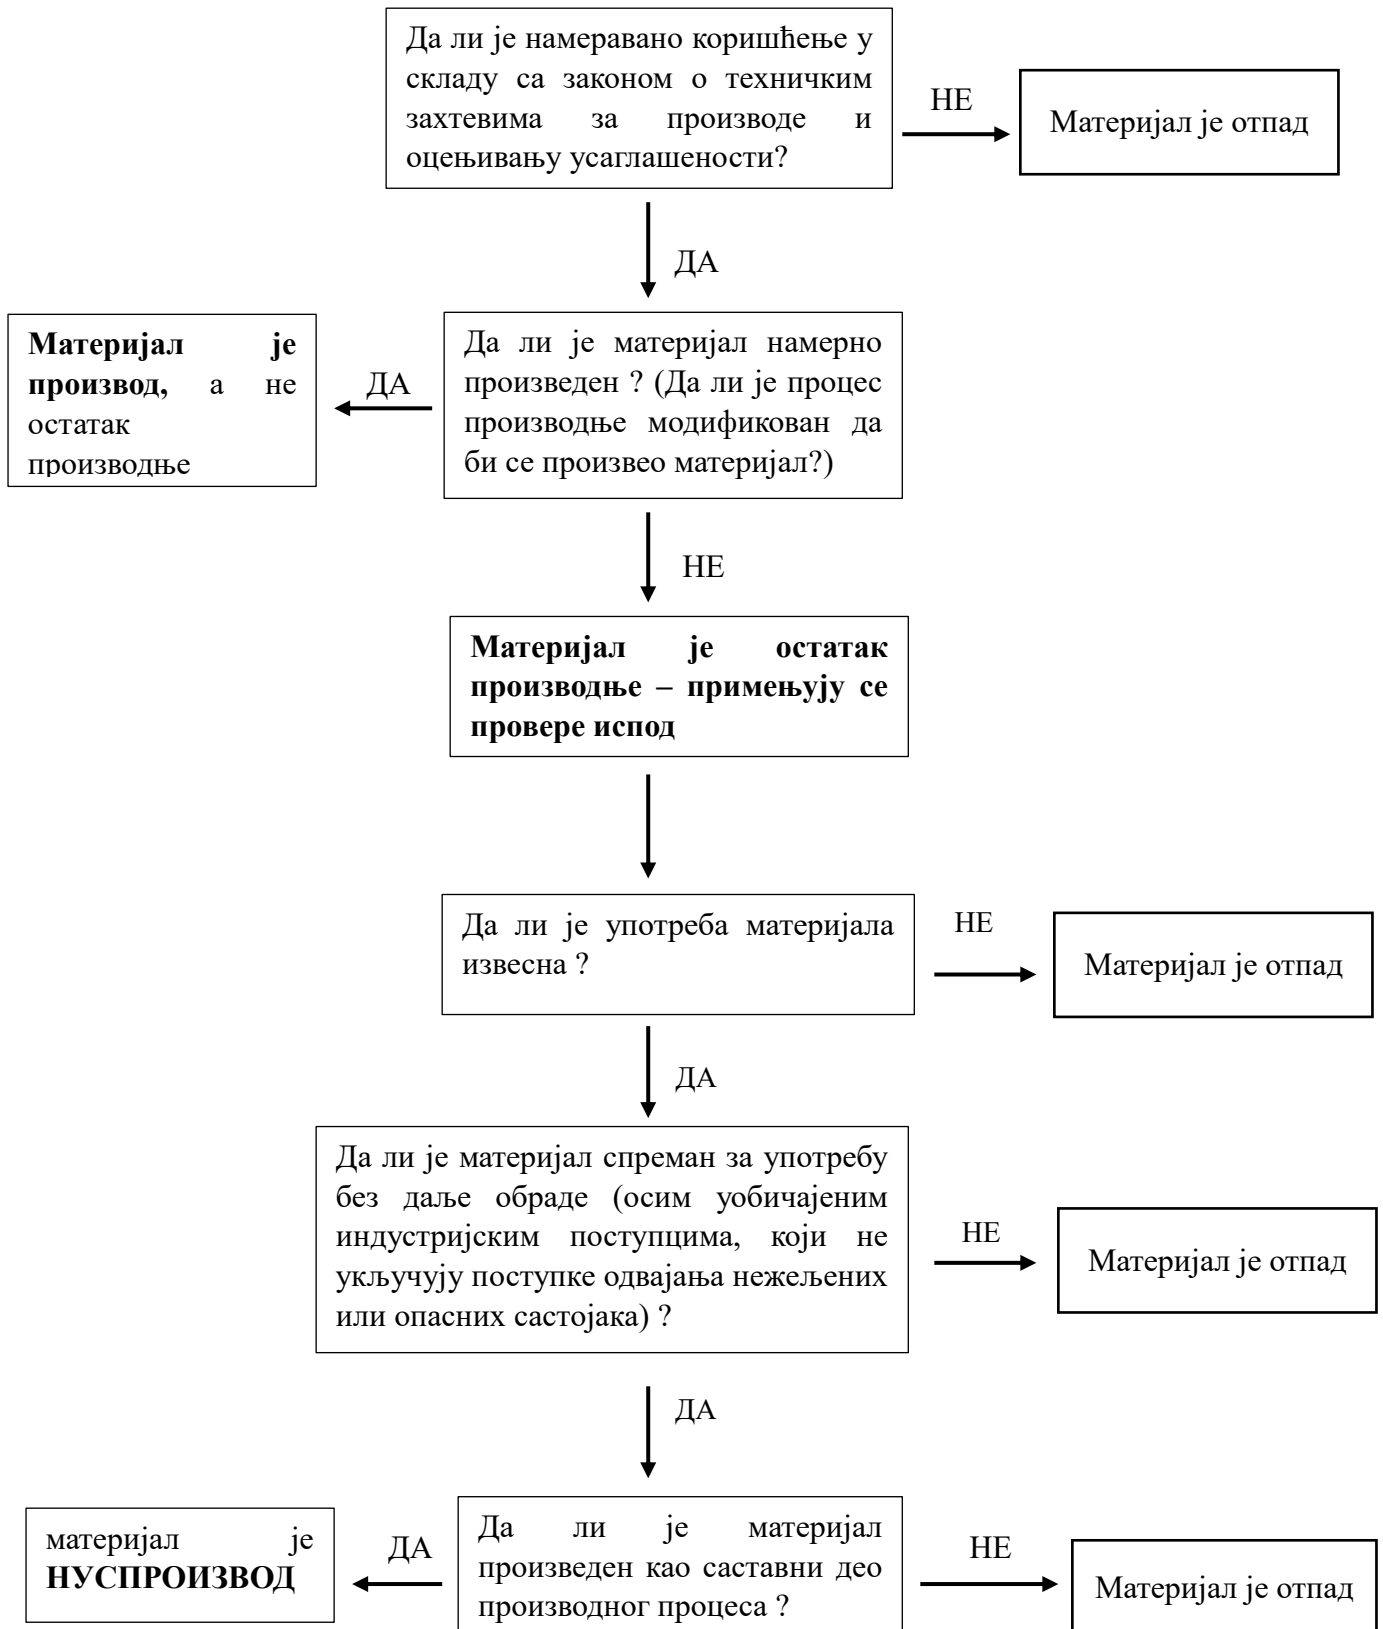 Да ли је намеравано коришћење у
складу са законом о техничким
захтевима за производе и
оцењивању усаглашености?
НЕ
Материјал је отпад
ДА
Материјал је
производ, а не
остатак
производње
ДА
Да ли је материјал намерно
произведен ? (Да ли је процес
производње модификован да
би се произвео материјал?)
НЕ
Материјал је остатак
производње – примењују се
провере испод
Да ли је употреба материјала
извесна ?
НЕ
Материјал је отпад
ДА
Да ли је материјал спреман за употребу
без даље обраде (осим уобичајеним
индустријским поступцима, који не
укључују поступке одвајања нежељених
или опасних састојака) ?
НЕ
Материјал је отпад
ДА
материјал је
НУСПРОИЗВОД
ДА
Да ли је материјал
произведен као саставни део
производног процеса ?
НЕ
Материјал је отпад